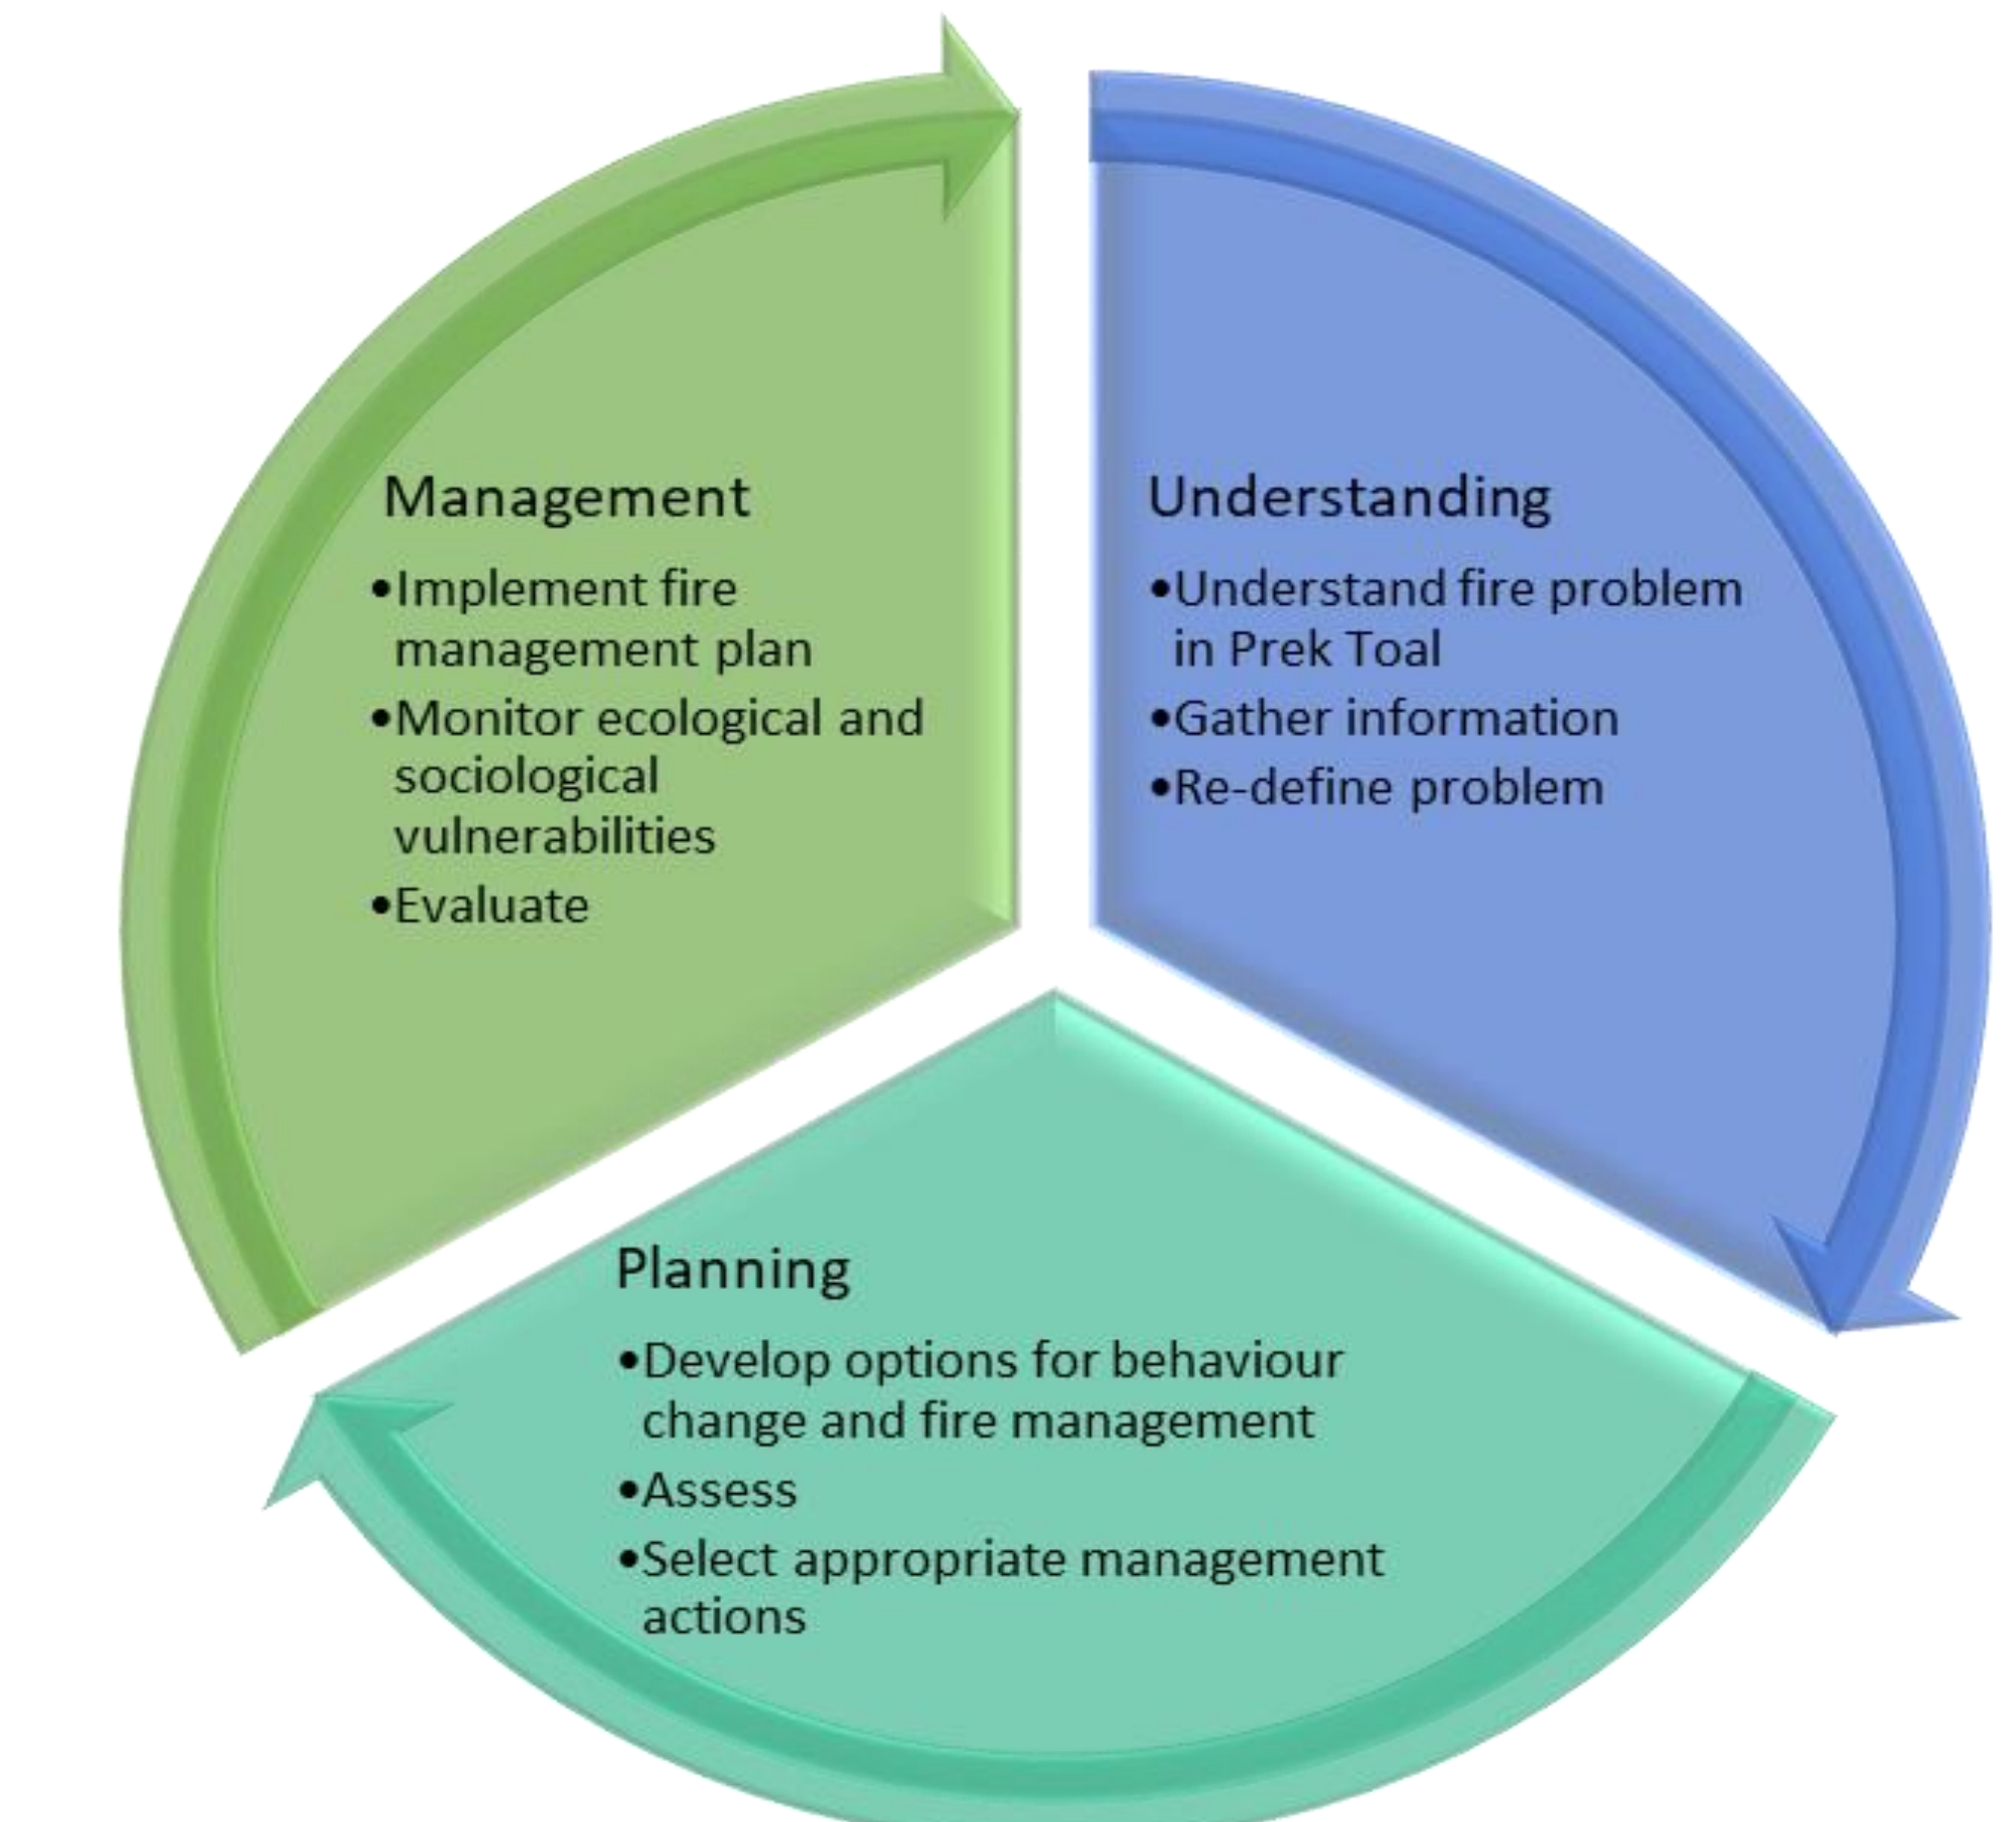 Management
•Implement fire
management plan
•Monitor ecological and
sociological
vulnerabilities
•Evaluate
Understanding
•Understand fire problem
in Prek Toal
•Gather information
•Re-define problem
Planning
•Develop options for behaviour
change and fire management
•Assess
•Select appropriate management
actions